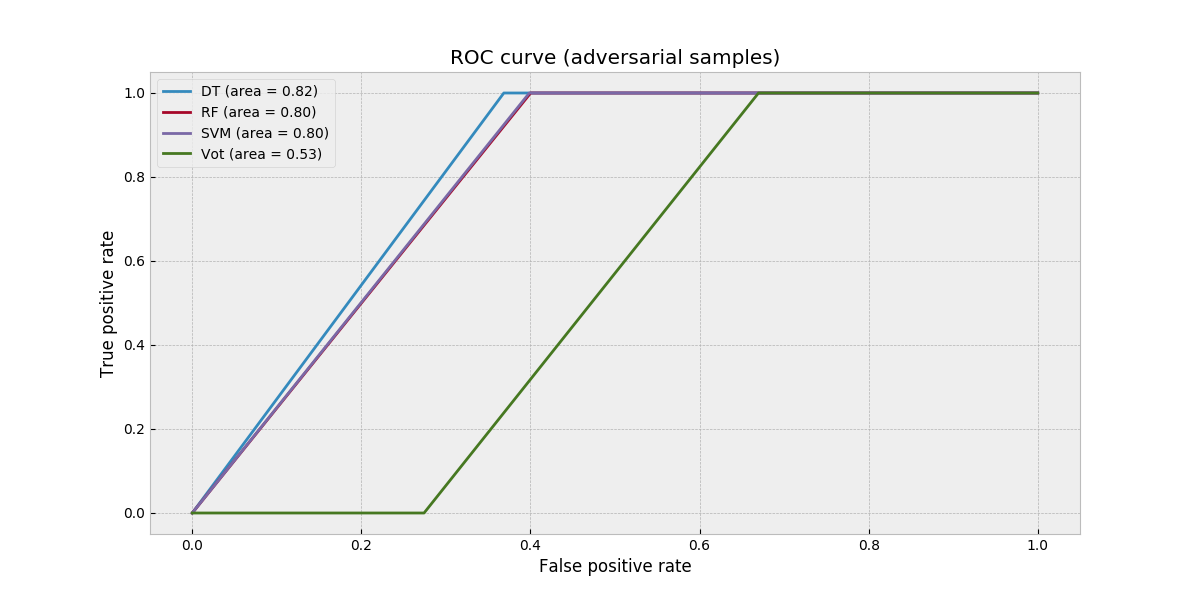 ROC curve (adversarial samples)
DT (area = 0.82)
RF (area = 0.80)
SVM (area = 0.80)
Vot (area = 0.53)
True positive rate
1.0
0.8
0.6
0.4
0.2
0.0
0.0 0.2 0.4 0.6 0.8 1.0
False positive rate